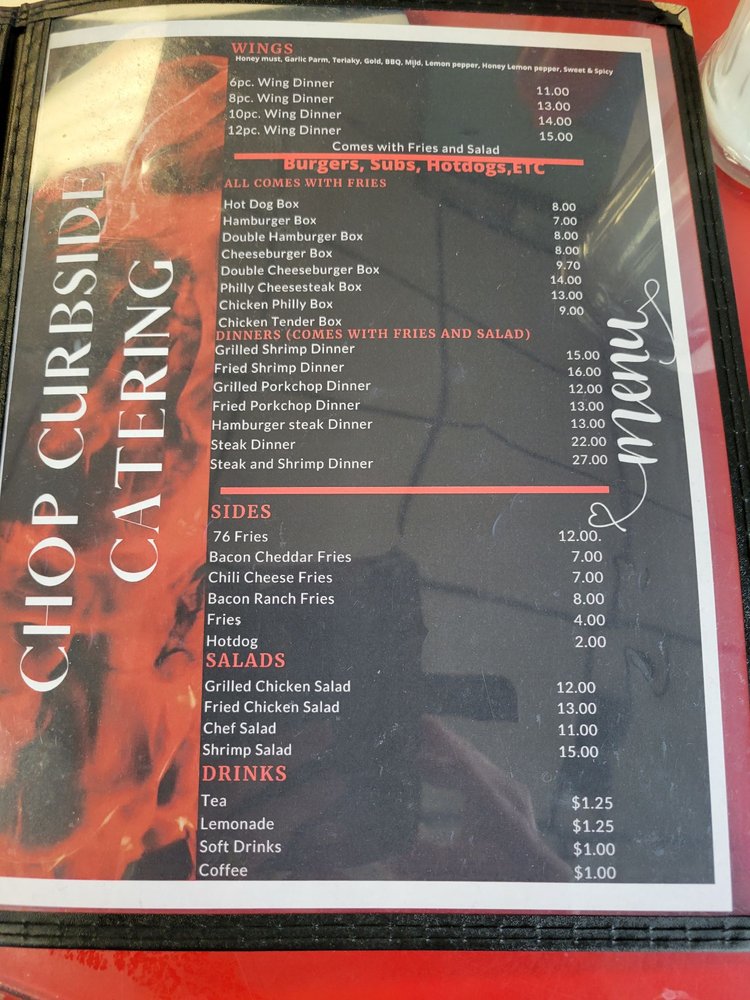 CHOP CURBSIDE
CATERING
menu
WINGS
Honey must, Garlic Parm, Teriaky, Gold, BBQ, Mild, Lemon pepper, Honey Lemon pepper, Sweet & Spicy
6pc. Wing Dinner 11.00
8pc. Wing Dinner 13.00
10pc. Wing Dinner 14.00
12pc. Wing Dinner 15.00
Comes with Fries and Salad
Burgers, Subs, Hotdogs,ETC
ALL COMES WITH FRIES
Hot Dog Box 8.00
Hamburger Box 7.00
Double Hamburger Box 8.00
Cheeseburger Box 8.00
Double Cheeseburger Box 9.70
Philly Cheesesteak Box 14.00
Chicken Philly Box 13.00
Chicken Tender Box 9.00
DINNERS (COMES WITH FRIES AND SALAD)
Grilled Shrimp Dinner 15.00
Fried Shrimp Dinner 16.00
Grilled Porkchop Dinner 12.00
Fried Porkchop Dinner 13.00
Hamburger steak Dinner 13.00
Steak Dinner 22.00
Steak and Shrimp Dinner 27.00
SIDES
76 Fries 12.00.
Bacon Cheddar Fries 7.00
Chili Cheese Fries 7.00
Bacon Ranch Fries 8.00
Fries 4.00
Hotdog 2.00
SALADS
Grilled Chicken Salad 12.00
Fried Chicken Salad 13.00
Chef Salad 11.00
Shrimp Salad 15.00
DRINKS
Tea $1.25
Lemonade $1.25
Soft Drinks $1.00
Coffee $1.00